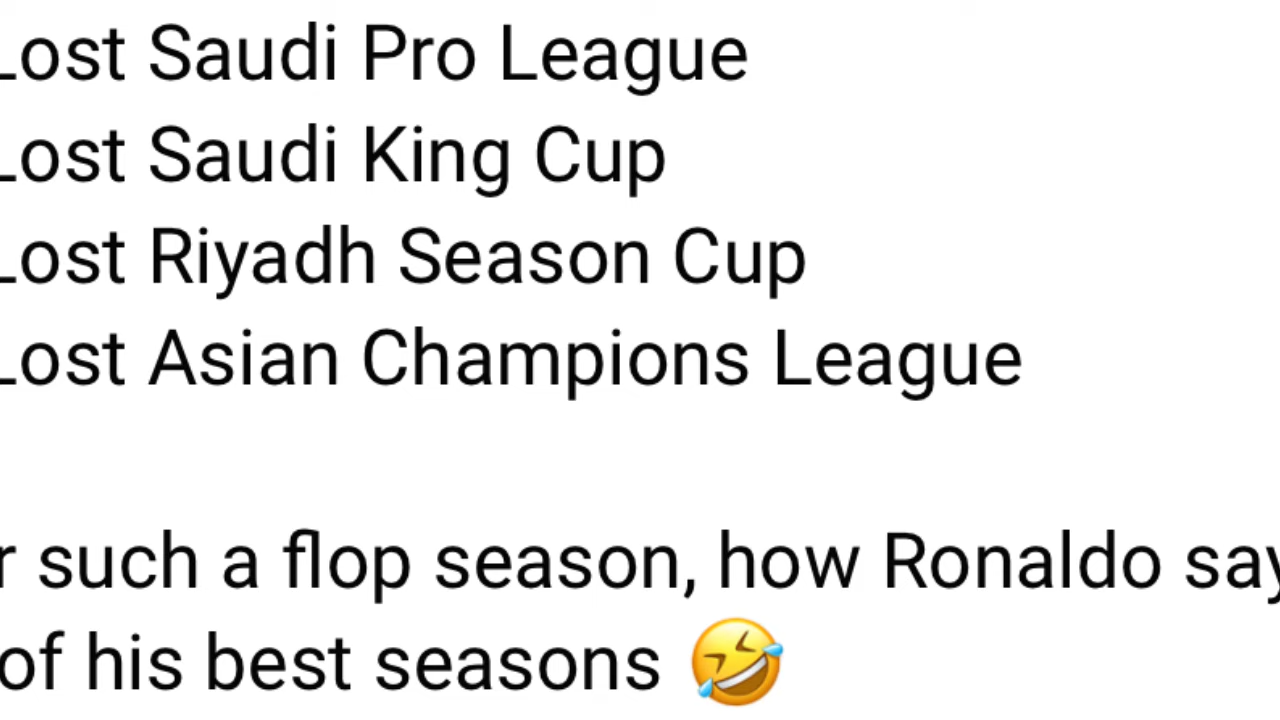 Lost Saudi Pro League
Lost Saudi King Cup
Lost Riyadh Season Cup
Lost Asian Champions League
such a flop season, how Ronaldo say
of his best seasons 🤣